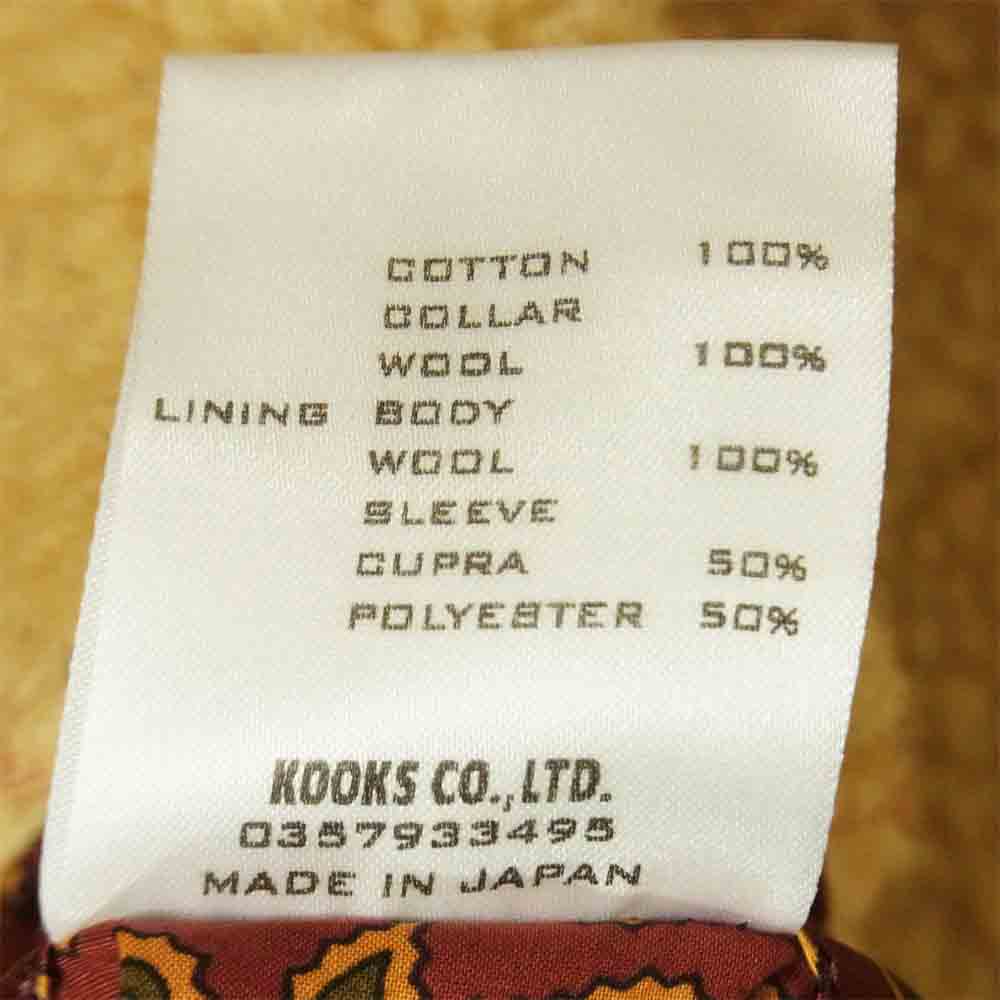 COTTON 100%
COLLAR
WOOL 100%
LINING BODY
WOOL 100%
SLEEVE
CUPRA 50%
POLYESTER 50%
KOOKS CO.,LTD.
0357933495
MADE IN JAPAN